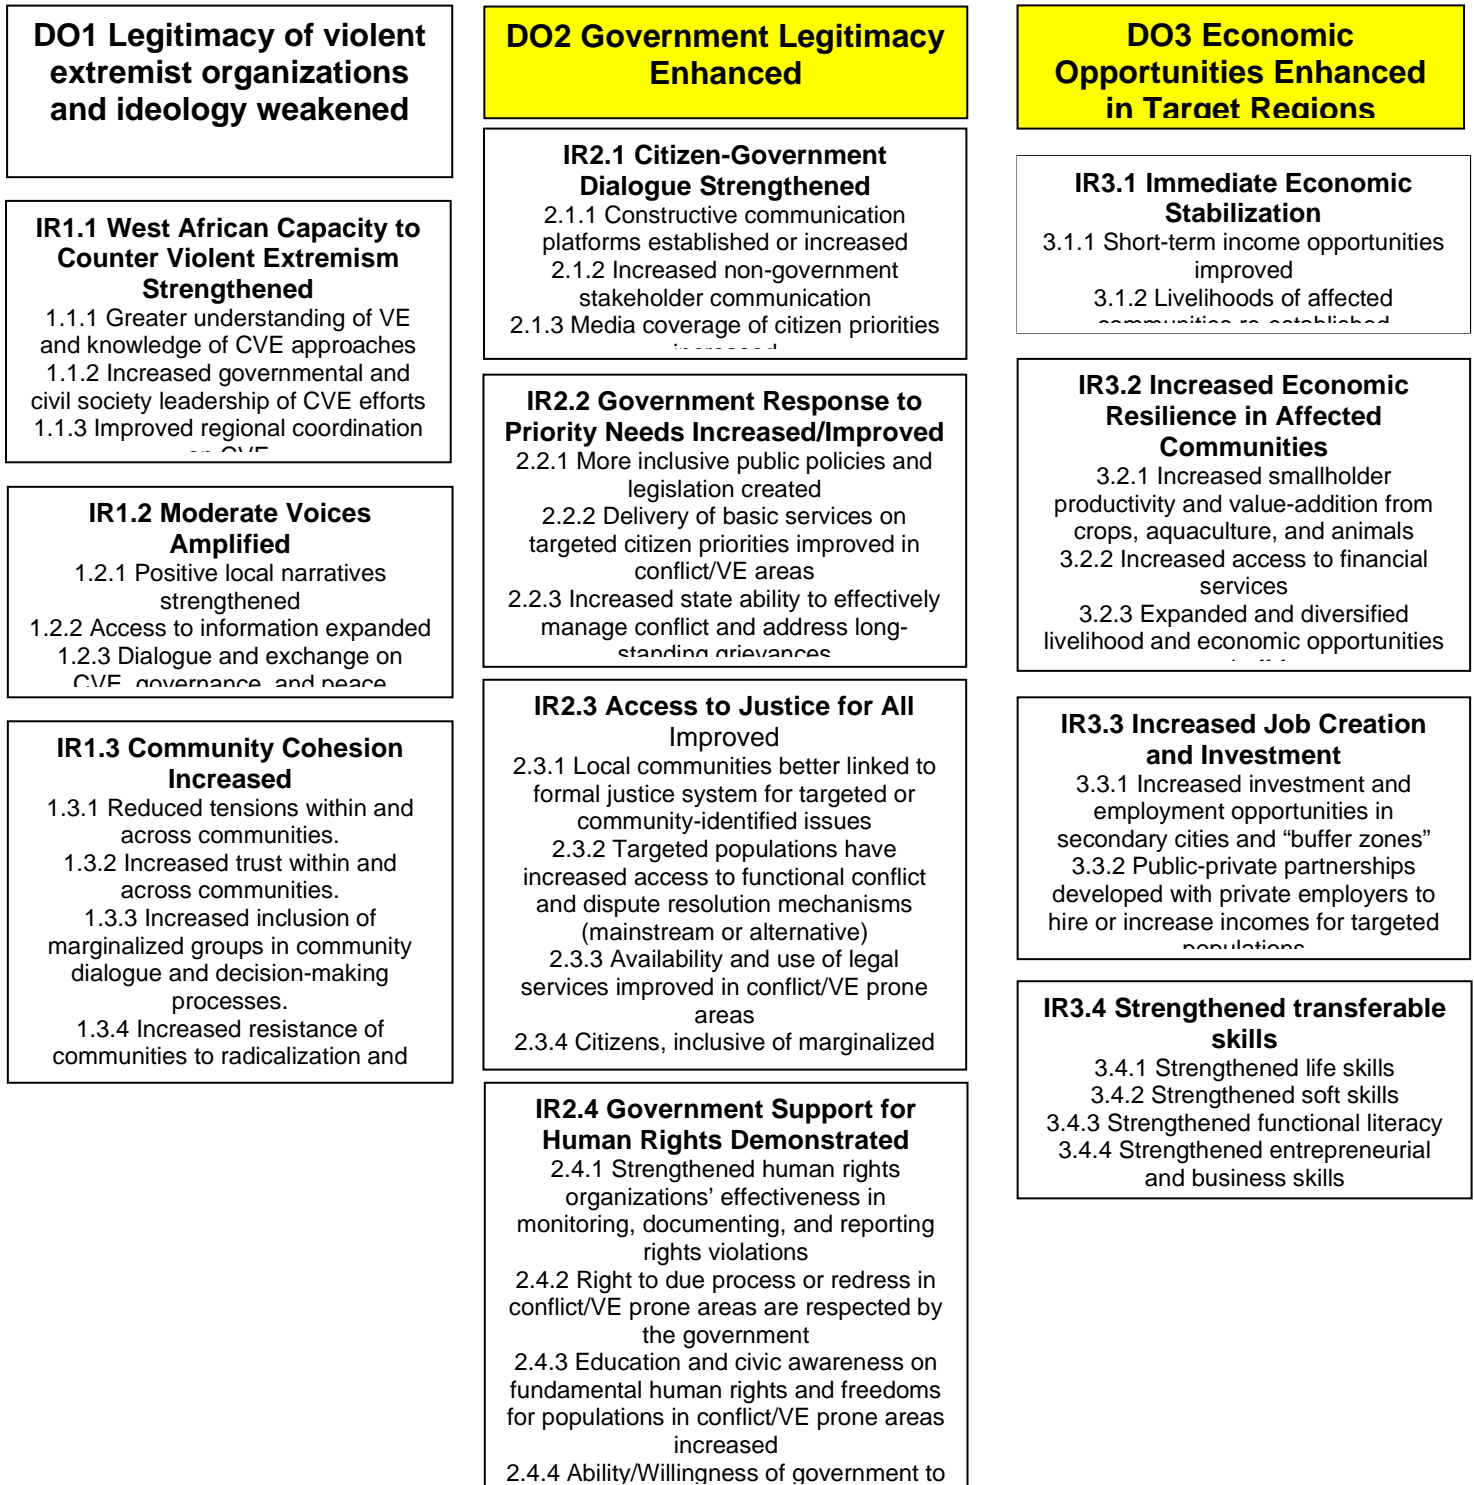 DO1 Legitimacy of violent
extremist organizations
and ideology weakened
IR1.1 West African Capacity to
Counter Violent Extremism
Strengthened
1.1.1 Greater understanding of VE
and knowledge of CVE approaches
1.1.2 Increased governmental and
civil society leadership of CVE efforts
1.1.3 Improved regional coordination
on CVE
IR1.2 Moderate Voices
Amplified
1.2.1 Positive local narratives
strengthened
1.2.2 Access to information expanded
1.2.3 Dialogue and exchange on
CVE, governance, and peace
IR1.3 Community Cohesion
Increased
1.3.1 Reduced tensions within and
across communities.
1.3.2 Increased trust within and
across communities.
1.3.3 Increased inclusion of
marginalized groups in community
dialogue and decision-making
processes.
1.3.4 Increased resistance of
communities to radicalization and
DO2 Government Legitimacy
Enhanced
IR2.1 Citizen-Government
Dialogue Strengthened
2.1.1 Constructive communication
platforms established or increased
2.1.2 Increased non-government
stakeholder communication
2.1.3 Media coverage of citizen priorities
increased
IR2.2 Government Response to
Priority Needs Increased/Improved
2.2.1 More inclusive public policies and
legislation created
2.2.2 Delivery of basic services on
targeted citizen priorities improved in
conflict/VE areas
2.2.3 Increased state ability to effectively
manage conflict and address long-
standing grievances
IR2.3 Access to Justice for All
Improved
2.3.1 Local communities better linked to
formal justice system for targeted or
community-identified issues
2.3.2 Targeted populations have
increased access to functional conflict
and dispute resolution mechanisms
(mainstream or alternative)
2.3.3 Availability and use of legal
services improved in conflict/VE prone
areas
2.3.4 Citizens, inclusive of marginalized
IR2.4 Government Support for
Human Rights Demonstrated
2.4.1 Strengthened human rights
organizations’ effectiveness in
monitoring, documenting, and reporting
rights violations
2.4.2 Right to due process or redress in
conflict/VE prone areas are respected by
the government
2.4.3 Education and civic awareness on
fundamental human rights and freedoms
for populations in conflict/VE prone areas
increased
2.4.4 Ability/Willingness of government to
DO3 Economic
Opportunities Enhanced
in Target Regions
IR3.1 Immediate Economic
Stabilization
3.1.1 Short-term income opportunities
improved
3.1.2 Livelihoods of affected
communities re-established
IR3.2 Increased Economic
Resilience in Affected
Communities
3.2.1 Increased smallholder
productivity and value-addition from
crops, aquaculture, and animals
3.2.2 Increased access to financial
services
3.2.3 Expanded and diversified
livelihood and economic opportunities
IR3.3 Increased Job Creation
and Investment
3.3.1 Increased investment and
employment opportunities in
secondary cities and “buffer zones”
3.3.2 Public-private partnerships
developed with private employers to
hire or increase incomes for targeted
populations
IR3.4 Strengthened transferable
skills
3.4.1 Strengthened life skills
3.4.2 Strengthened soft skills
3.4.3 Strengthened functional literacy
3.4.4 Strengthened entrepreneurial
and business skills